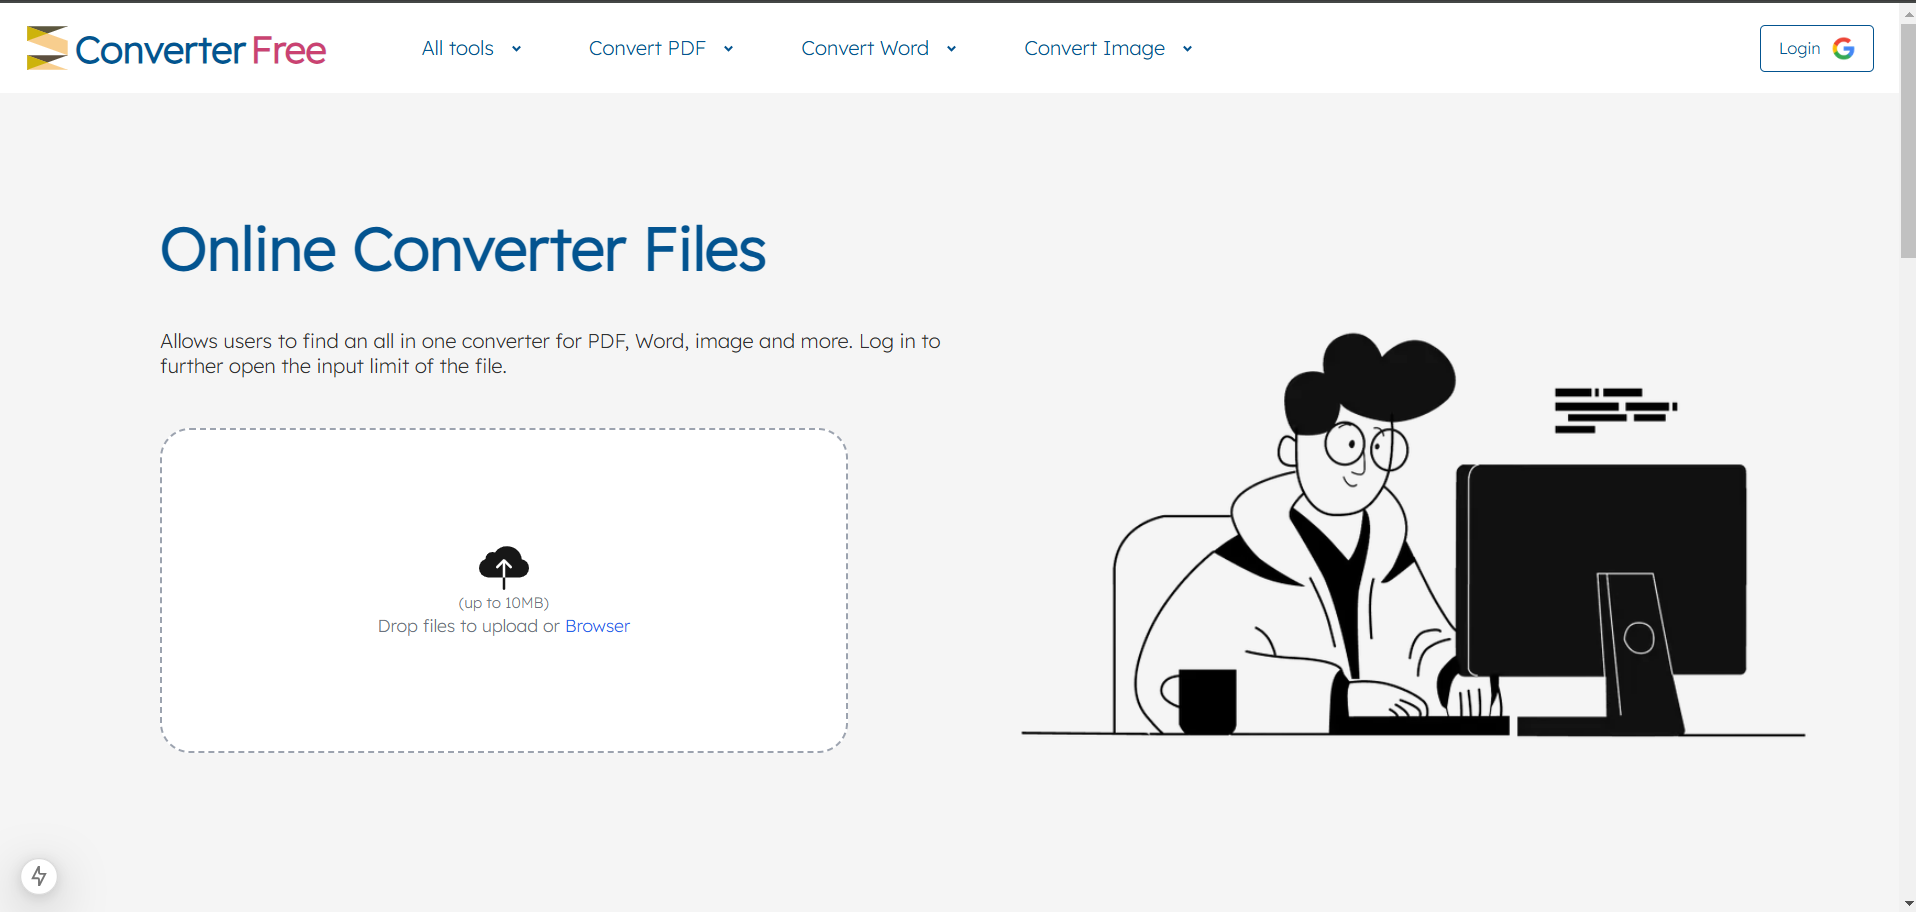 Converter Free
All tools
Convert PDF
Convert Word
Convert Image
Login
Online Converter Files
Allows users to find an all in one converter for PDF, Word, image and more. Log in to
further open the input limit of the file.
(up to 10MB)
Drop files to upload or Browser